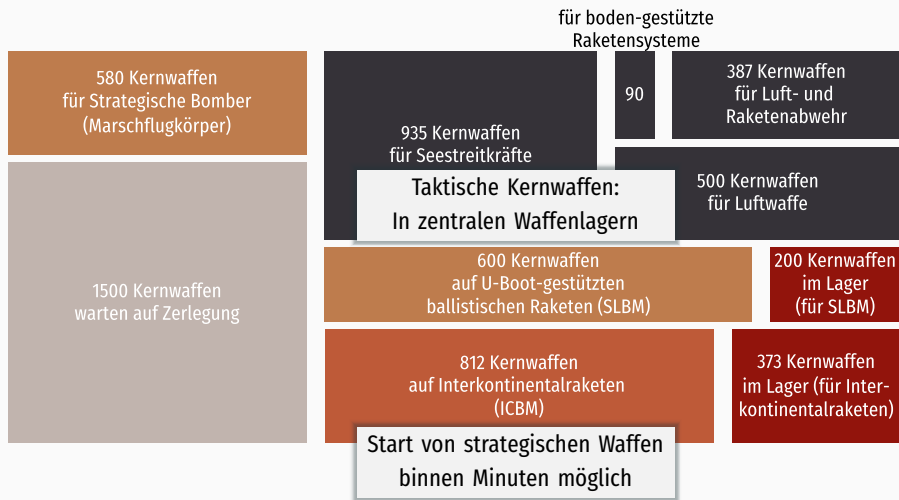 für boden-gestützte
Raketensysteme
580 Kernwaffen
für Strategische Bomber
(Marschflugkörper)
935 Kernwaffen
für Seestreitkräfte
90
387 Kernwaffen
für Luft- und
Raketenabwehr
500 Kernwaffen
für Luftwaffe
Taktische Kernwaffen:
In zentralen Waffenlagern
1500 Kernwaffen
warten auf Zerlegung
600 Kernwaffen
auf U-Boot-gestützten
ballistischen Raketen (SLBM)
200 Kernwaffen
im Lager
(für SLBM)
812 Kernwaffen
auf Interkontinentalraketen
(ICBM)
373 Kernwaffen
im Lager (für Inter-
kontinentalraketen)
Start von strategischen Waffen
binnen Minuten möglich